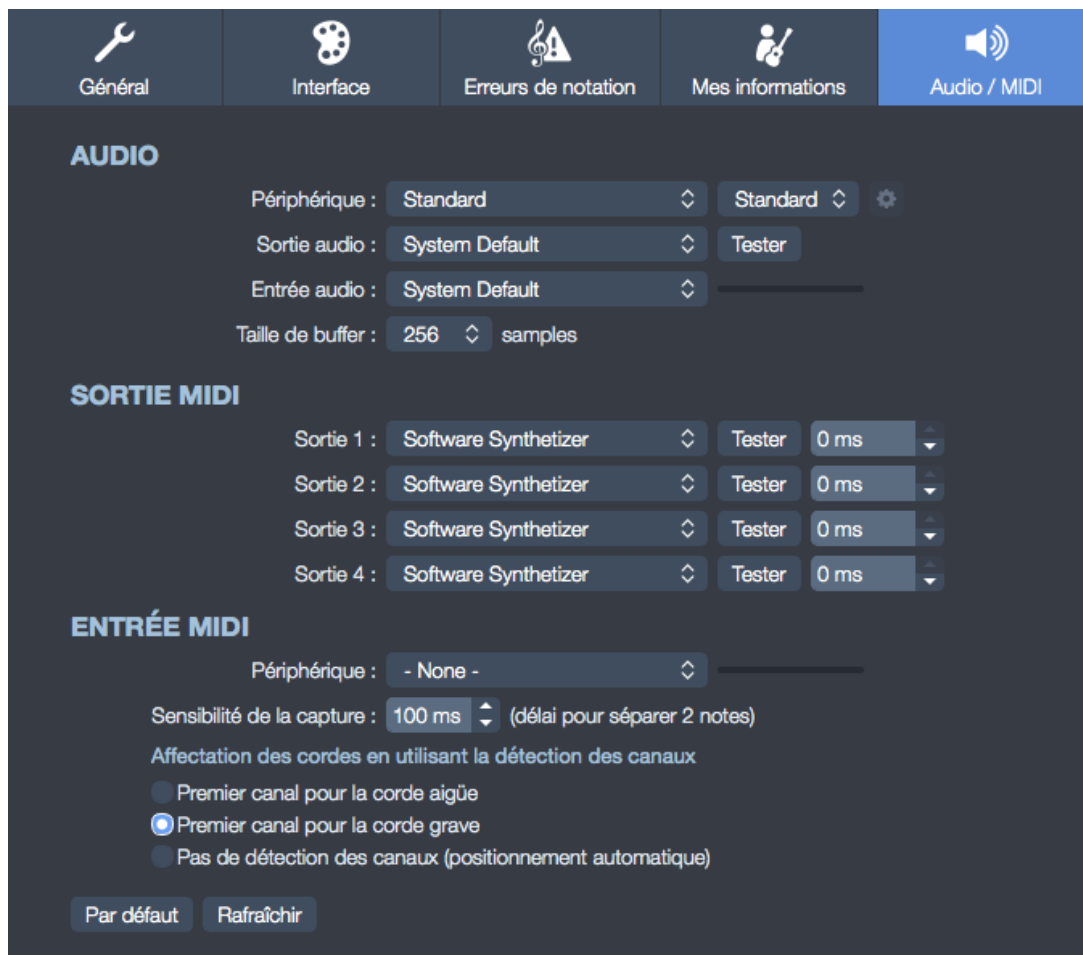 Général
Interface
Erreurs de notation
Mes informations
Audio / MIDI
AUDIO
Périphérique : Standard Standard
Sortie audio : System Default Tester
Entrée audio : System Default
Taille de buffer : 256 samples
SORTIE MIDI
Sortie 1 : Software Synthetizer Tester 0 ms
Sortie 2 : Software Synthetizer Tester 0 ms
Sortie 3 : Software Synthetizer Tester 0 ms
Sortie 4 : Software Synthetizer Tester 0 ms
ENTRÉE MIDI
Périphérique : - None -
Sensibilité de la capture : 100 ms (délai pour séparer 2 notes)
Affectation des cordes en utilisant la détection des canaux
Premier canal pour la corde aigüe
Premier canal pour la corde grave
Pas de détection des canaux (positionnement automatique)
Par défaut Rafraîchir